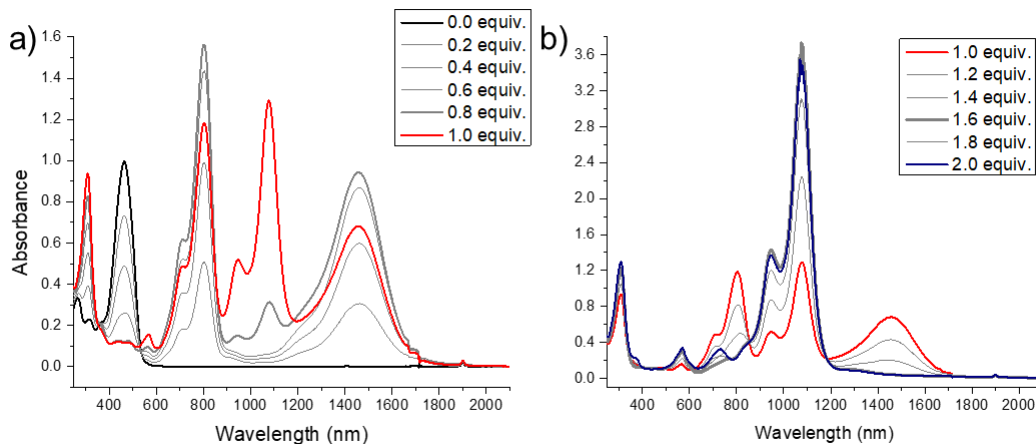 a)
0.0 equiv.
0.2 equiv.
0.4 equiv.
0.6 equiv.
0.8 equiv.
1.0 equiv.
Absorbance
1.6
1.4
1.2
1.0
0.8
0.6
0.4
0.2
0.0
400 600 800 1000 1200 1400 1600 1800 2000
Wavelength (nm)
b)
1.0 equiv.
1.2 equiv.
1.4 equiv.
1.6 equiv.
1.8 equiv.
2.0 equiv.
3.6
3.2
2.8
2.4
2.0
1.6
1.2
0.8
0.4
0.0
400 600 800 1000 1200 1400 1600 1800 2000
Wavelength (nm)